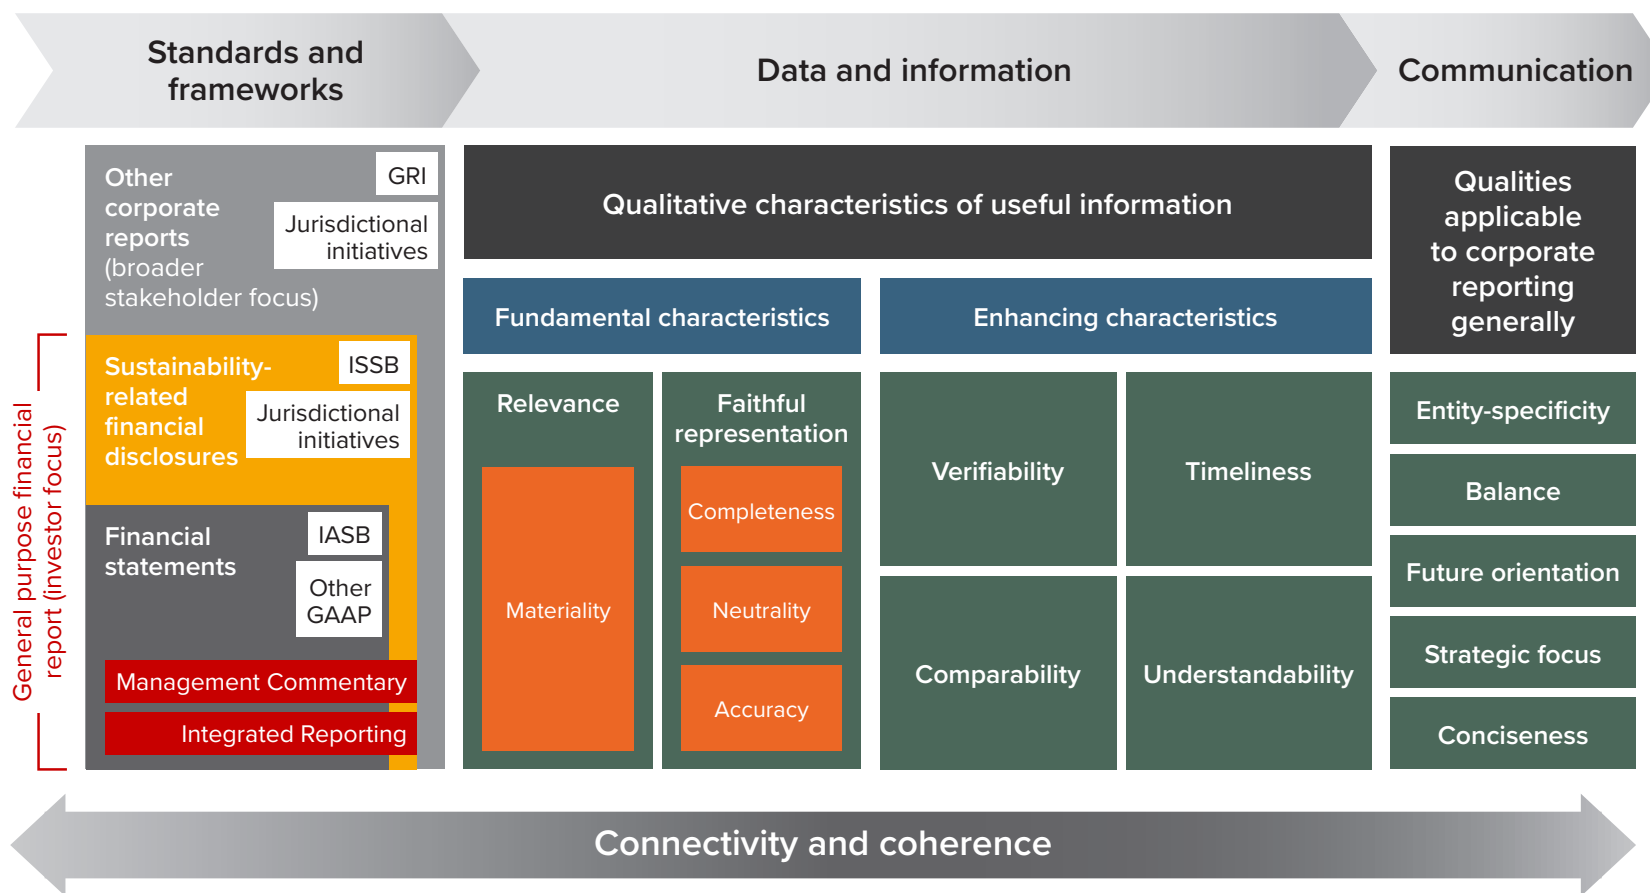 Standards and
frameworks
Data and information
Communication
Other
corporate
reports
(broader
stakeholder focus)
GRI
Jurisdictional
initiatives
Sustainability-
related
financial
disclosures
ISSB
Jurisdictional
initiatives
Financial
statements
IASB
Other
GAAP
Management Commentary
Integrated Reporting
General purpose financial
report (investor focus)
Qualitative characteristics of useful information
Fundamental characteristics
Enhancing characteristics
Relevance
Materiality
Faithful
representation
Completeness
Neutrality
Accuracy
Verifiability
Timeliness
Comparability
Understandability
Qualities
applicable
to corporate
reporting
generally
Entity-specificity
Balance
Future orientation
Strategic focus
Conciseness
Connectivity and coherence